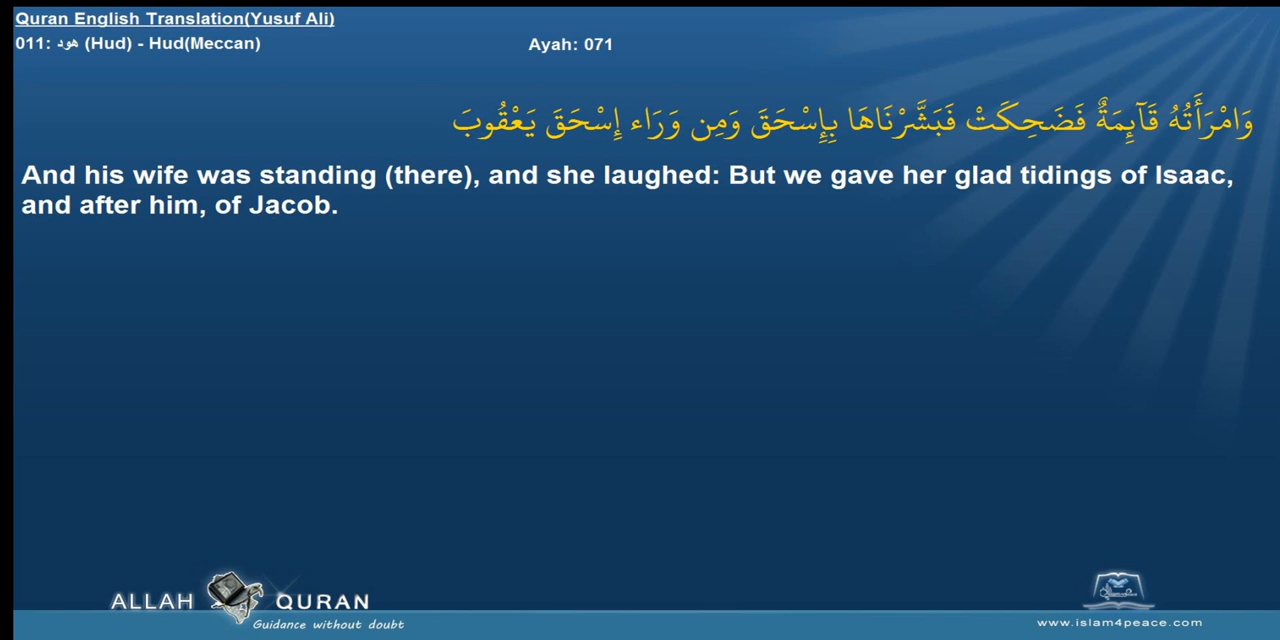 Quran English Translation(Yusuf Ali)
011: هود (Hud) - Hud(Meccan)
Ayah: 071
وَامْرَأَتُهُ قَآئِمَةٌ فَضَحِكَتْ فَبَشَّرْنَاهَا بِإِسْحَقَ وَمِن وَرَاء إِسْحَقَ يَعْقُوبَ
And his wife was standing (there), and she laughed: But we gave her glad tidings of Isaac,
and after him, of Jacob.
ALLAH QURAN
Guidance without doubt
www.islam4peace.com